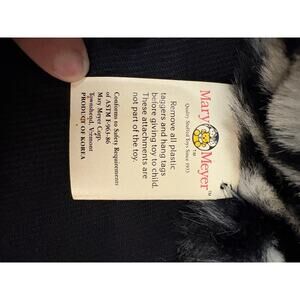 Mary Meyer™
Quality Stuffed Toys Since 1933
Remove all plastic
taggers and hang tags
before giving toy to child.
These attachments are
not part of the toy.
Conforms to Safety Requirements
of ASTM F-963-86
Mary Meyer Corp.
Townshend, Vermont
PRODUCT OF KOREA